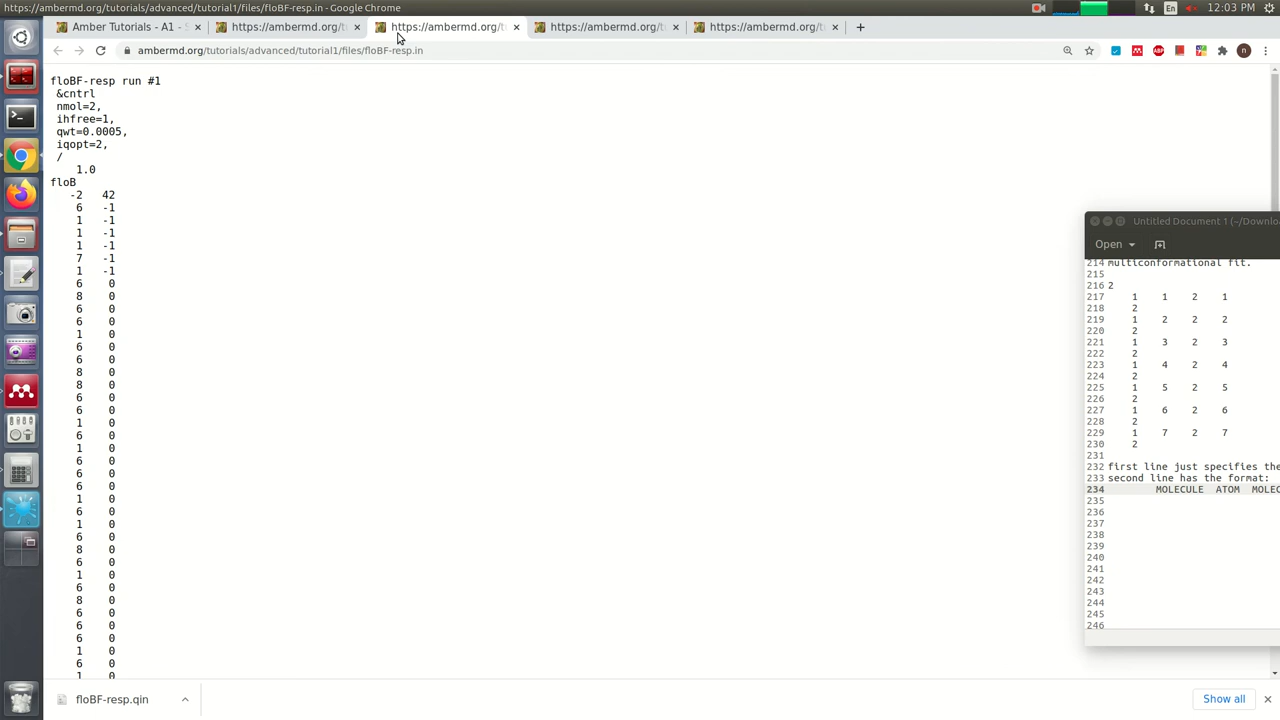 https://ambermd.org/tutorials/advanced/tutorial1/files/floBF-resp.in - Google Chrome
En
12:03 PM
Amber Tutorials - A1 - S
https://ambermd.org/tu
https://ambermd.org/tu
https://ambermd.org/tu
https://ambermd.org/tu
ambermd.org/tutorials/advanced/tutorial1/files/floBF-resp.in
ABP
n
floBF-resp run #1
&cntrl
nmol=2,
ihfree=1,
qwt=0.0005,
iqopt=2,
/
1.0
floB
-2 42
6 -1
1 -1
1 -1
1 -1
7 -1
1 -1
6 0
8 0
6 0
6 0
1 0
6 0
6 0
8 0
8 0
6 0
6 0
1 0
6 0
1 0
6 0
6 0
6 0
1 0
6 0
1 0
6 0
8 0
6 0
1 0
6 0
8 0
6 0
6 0
6 0
1 0
6 0
1 0
Untitled Document 1 (~/Downlo
Open
214 multiconformational fit.
215
216 2
217 1 1 2 1
218 2
219 1 2 2 2
220 2
221 1 3 2 3
222 2
223 1 4 2 4
224 2
225 1 5 2 5
226 2
227 1 6 2 6
228 2
229 1 7 2 7
230 2
231
232 first line just specifies the
233 second line has the format:
234 MOLECULE ATOM MOLEC
235
236
237
238
239
240
241
242
243
244
245
246
floBF-resp.qin
Show all